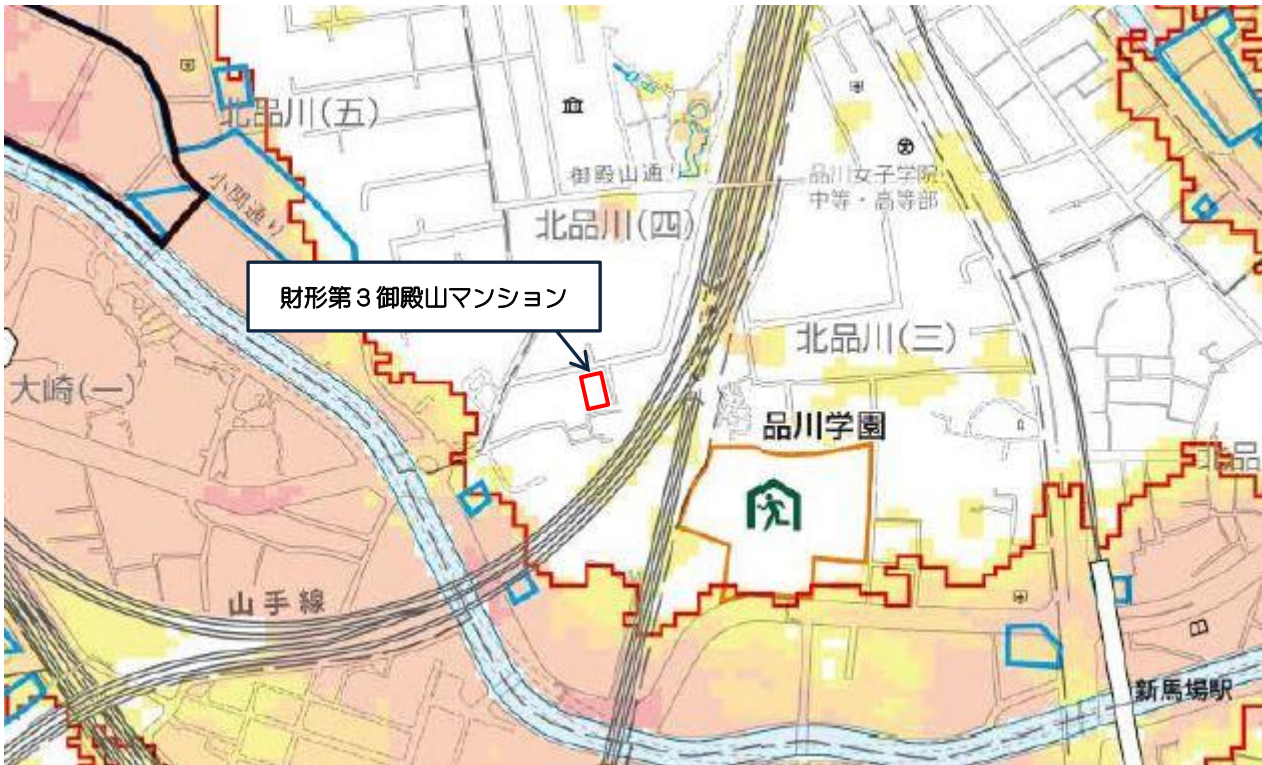 北品川(五)
小関通り
御殿山通り
品川女子学院
中等・高等部
北品川(四)
財形第3御殿山マンション
北品川(三)
大崎(一)
品川学園
北品
山手線
新馬場駅